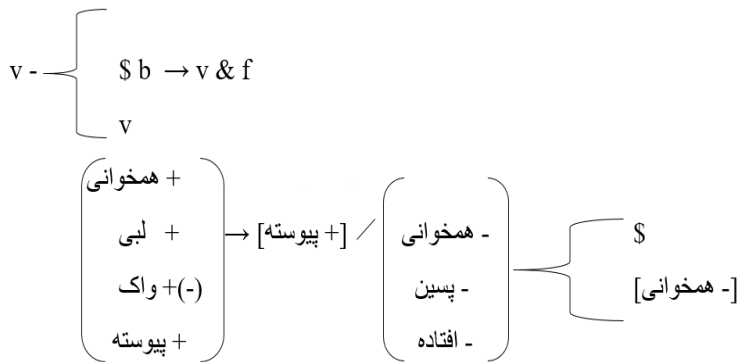 v - $ b → v & f
v
+ همخوانی
+ لبی
(-)+ واک
+ پیوسته
→ [+ پیوسته] ⁄
- همخوانی
- پسین
- افتاده
$
[- همخوانی]